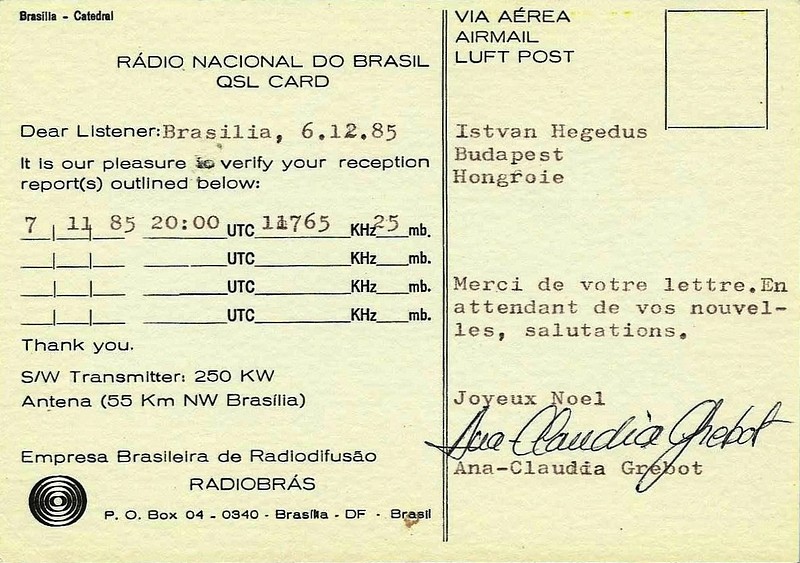 Brasília - Catedral
RÁDIO NACIONAL DO BRASIL
QSL CARD
Dear Listener: Brasilia, 6.12.85
It is our pleasure to verify your reception
report(s) outlined below:
7 | 11 | 85 20:00 UTC 11765 KHz 25 mb.
UTC KHz mb.
UTC KHz mb.
UTC KHz mb.
Thank you.
S/W Transmitter: 250 KW
Antena (55 Km NW Brasília)
Empresa Brasileira de Radiodifusão
RADIOBRÁS
P. O. Box 04 - 0340 - Brasília - DF - Brasil
VIA AÉREA
AIRMAIL
LUFT POST
Istvan Hegedus
Budapest
Hongroie
Merci de votre lettre.En
attendant de vos nouvel-
les, salutations.
Joyeux Noel
Ana-Claudia Grebot
Ana-Claudia Grebot